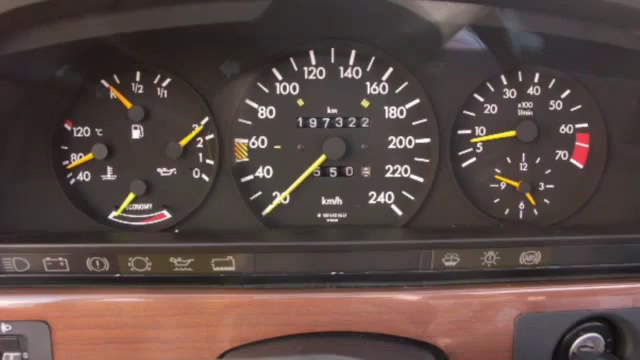 R 1/2 1/1
120 °C
80
40
3
2
1
0
ECONOMY
20 40 60 80 100 120 140 160 180 200 220 240
km
197322
550
km/h
5 10 20 30 40 50 60 70
x100
1/min
12
3
6
9
(ABS)